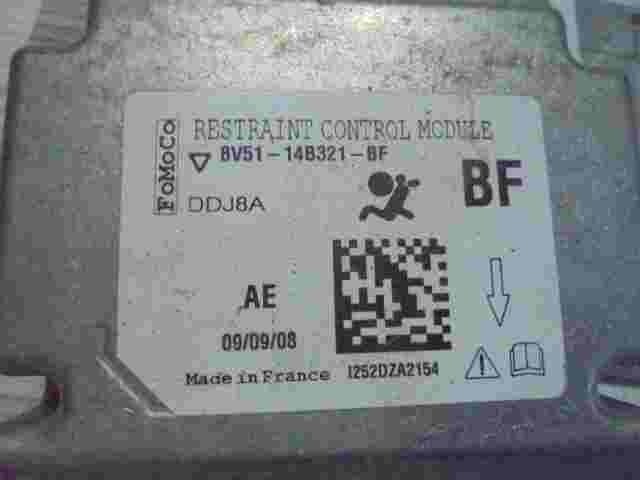 FoMoCo
RESTRAINT CONTROL MODULE
8V51-14B321-BF
DDJ8A
BF
AE
09/09/08
Made in France
I252DZA2154